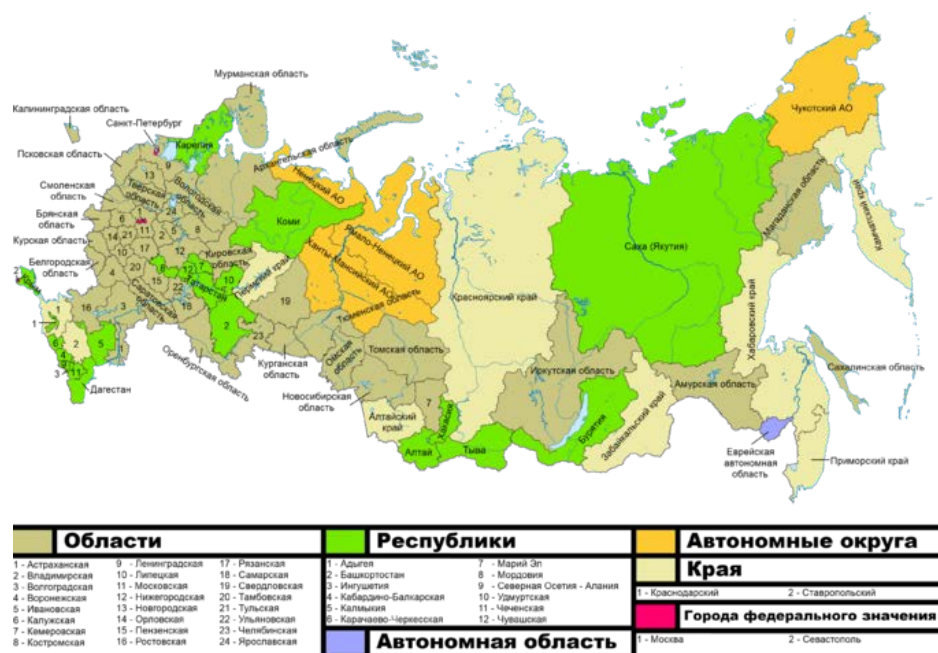 Мурманская область
Калининградская область
Санкт-Петербург
Карелия
Чукотский АО
Псковская область
Архангельская область
Ненецкий АО
Смоленская область
Тверская область
Вологодская область
Брянская область
Коми
Ямало-Ненецкий АО
Магаданская область
Камчатский край
Курская область
Кировская область
Саха (Якутия)
Белгородская область
Татарстан
Пермский край
Ханты-Мансийский АО
Красноярский край
Хабаровский край
Саратовская область
Тюменская область
Оренбургская область
Курганская область
Омская область
Томская область
Иркутская область
Амурская область
Сахалинская область
Дагестан
Новосибирская область
Алтайский край
Хакасия
Бурятия
Забайкальский край
Алтай
Тыва
Еврейская автономная область
Приморский край
Области
1 - Астраханская
2 - Владимирская
3 - Волгоградская
4 - Воронежская
5 - Ивановская
6 - Калужская
7 - Кемеровская
8 - Костромская
9 - Ленинградская
10 - Липецкая
11 - Московская
12 - Нижегородская
13 - Новгородская
14 - Орловская
15 - Пензенская
16 - Ростовская
17 - Рязанская
18 - Самарская
19 - Свердловская
20 - Тамбовская
21 - Тульская
22 - Ульяновская
23 - Челябинская
24 - Ярославская
Республики
1 - Адыгея
2 - Башкортостан
3 - Ингушетия
4 - Кабардино-Балкарская
5 - Калмыкия
6 - Карачаево-Черкесская
7 - Марий Эл
8 - Мордовия
9 - Северная Осетия - Алания
10 - Удмуртская
11 - Чеченская
12 - Чувашская
Автономная область
Автономные округа
Края
1 - Краснодарский
2 - Ставропольский
Города федерального значения
1 - Москва
2 - Севастополь